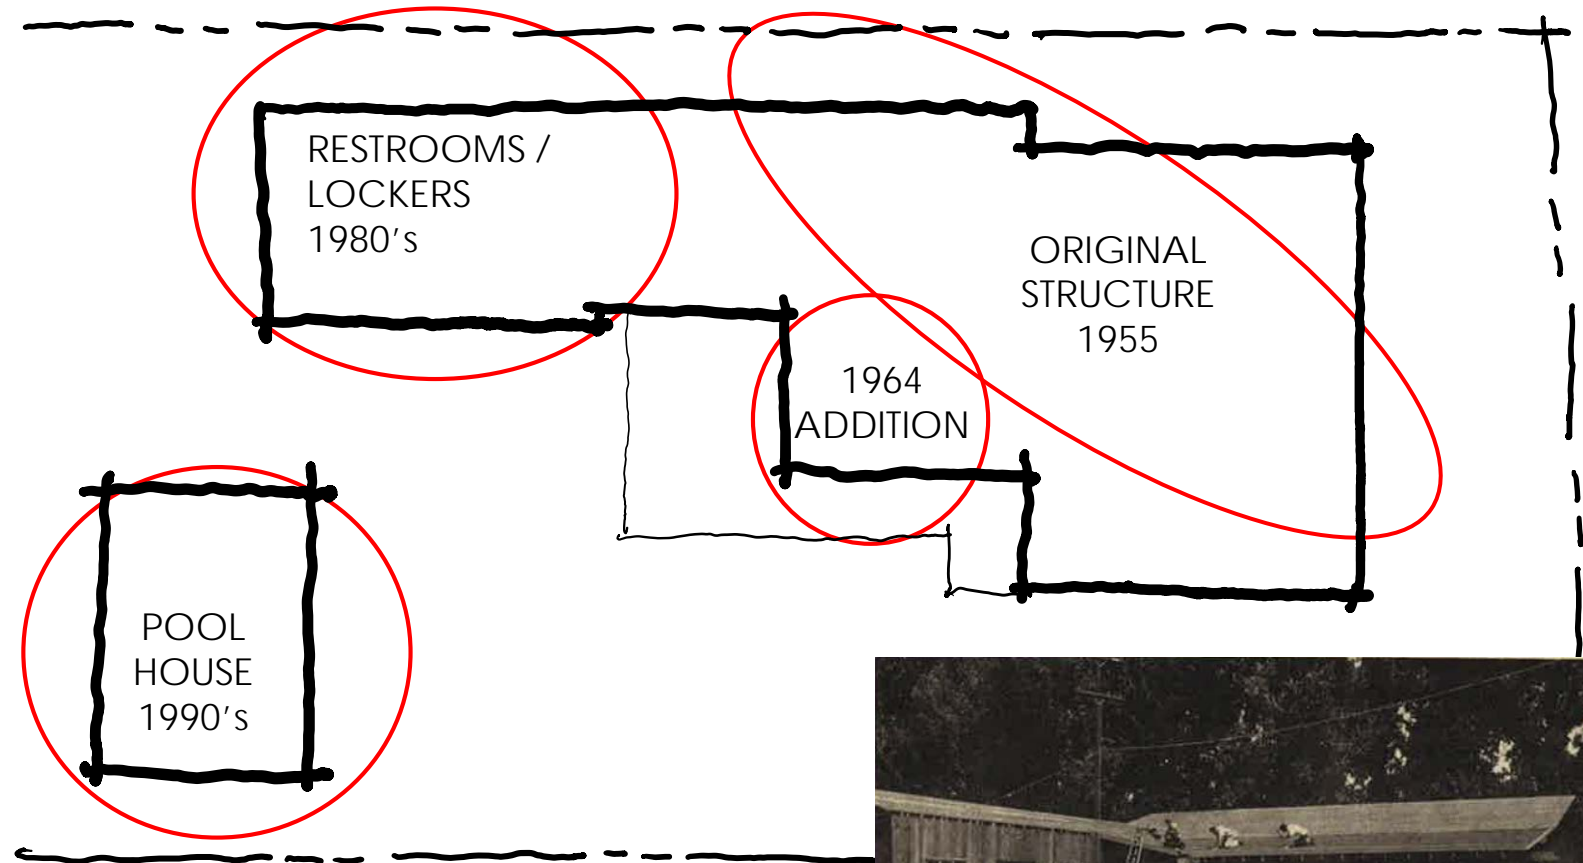 RESTROOMS /
LOCKERS
1980's
ORIGINAL
STRUCTURE
1955
1964
ADDITION
POOL
HOUSE
1990's